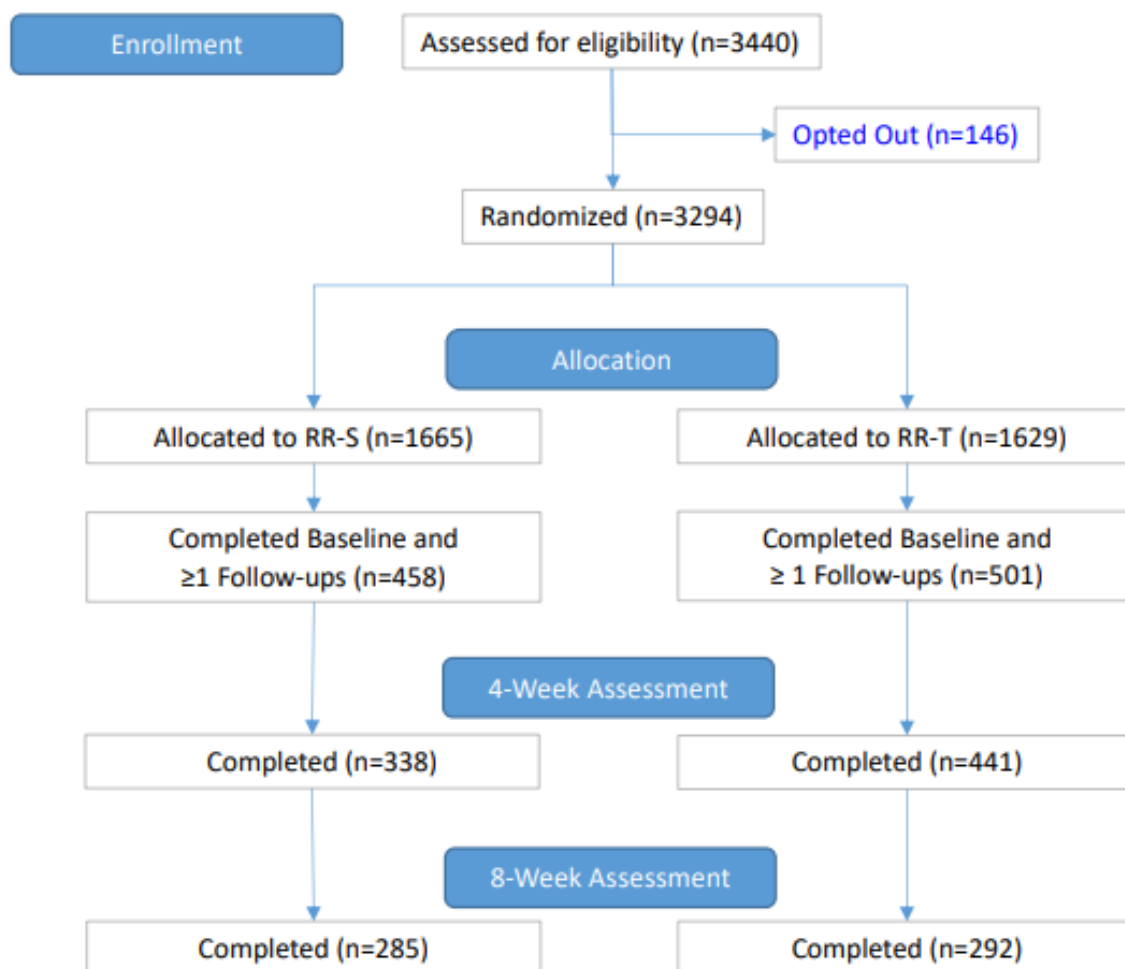 Enrollment
Assessed for eligibility (n=3440)
Opted Out (n=146)
Randomized (n=3294)
Allocation
Allocated to RR-S (n=1665)
Allocated to RR-T (n=1629)
Completed Baseline and
≥1 Follow-ups (n=458)
Completed Baseline and
≥ 1 Follow-ups (n=501)
4-Week Assessment
Completed (n=338)
Completed (n=441)
8-Week Assessment
Completed (n=285)
Completed (n=292)